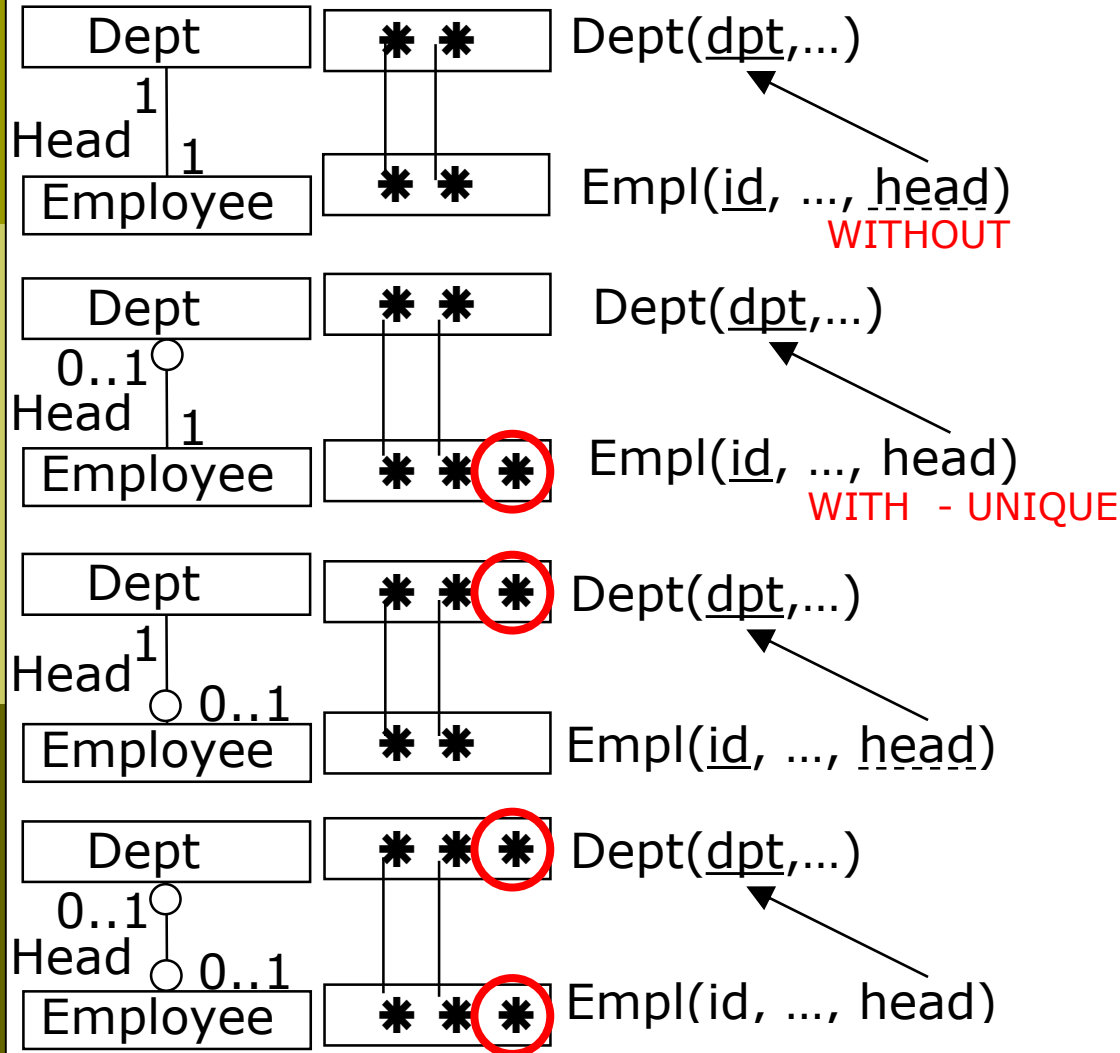 Dept Dept(dpt,...)
1
Head
1
Employee Empl(id, ..., head)
WITHOUT
Dept Dept(dpt,...)
0..1
Head
1
Employee Empl(id, ..., head)
WITH - UNIQUE
Dept Dept(dpt,...)
1
Head
0..1
Employee Empl(id, ..., head)
Dept Dept(dpt,...)
0..1
Head
0..1
Employee Empl(id, ..., head)